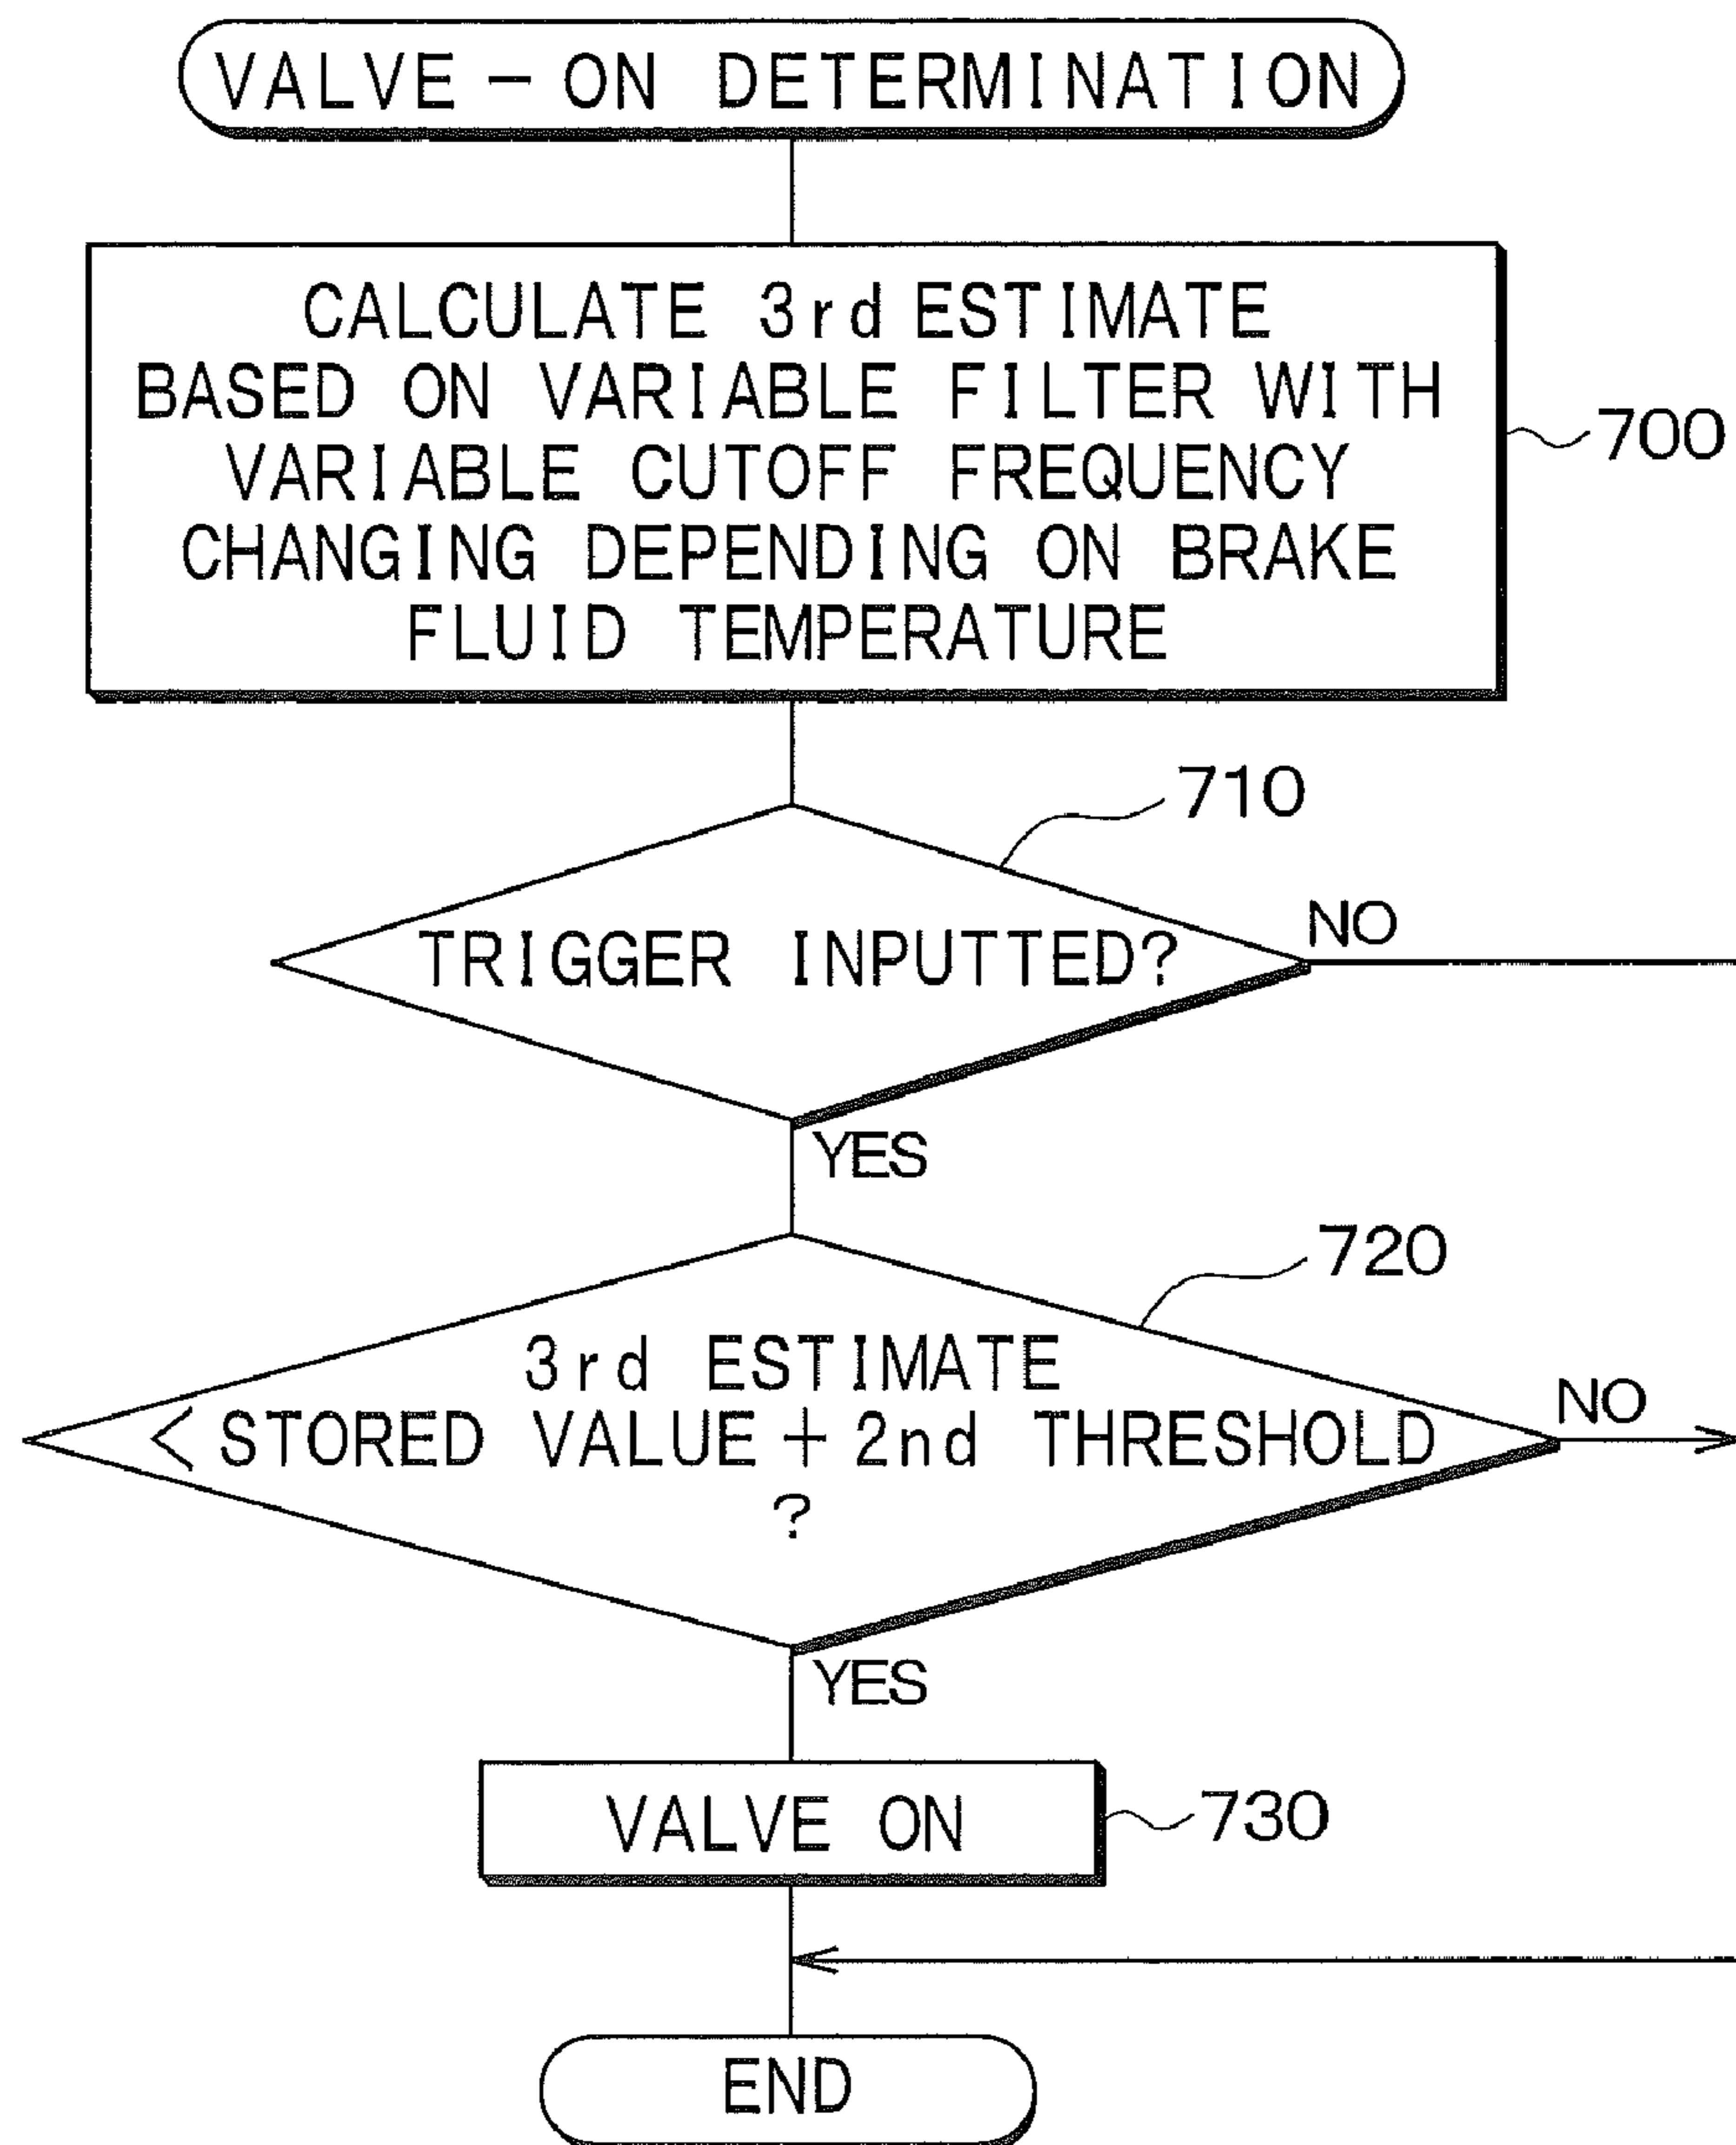 VALVE-ON DETERMINATION
CALCULATE 3rd ESTIMATE
BASED ON VARIABLE FILTER WITH
VARIABLE CUTOFF FREQUENCY
CHANGING DEPENDING ON BRAKE
FLUID TEMPERATURE
700
710
TRIGGER INPUTTED?
NO
YES
720
3rd ESTIMATE
< STORED VALUE + 2nd THRESHOLD
?
NO
YES
VALVE ON
730
END